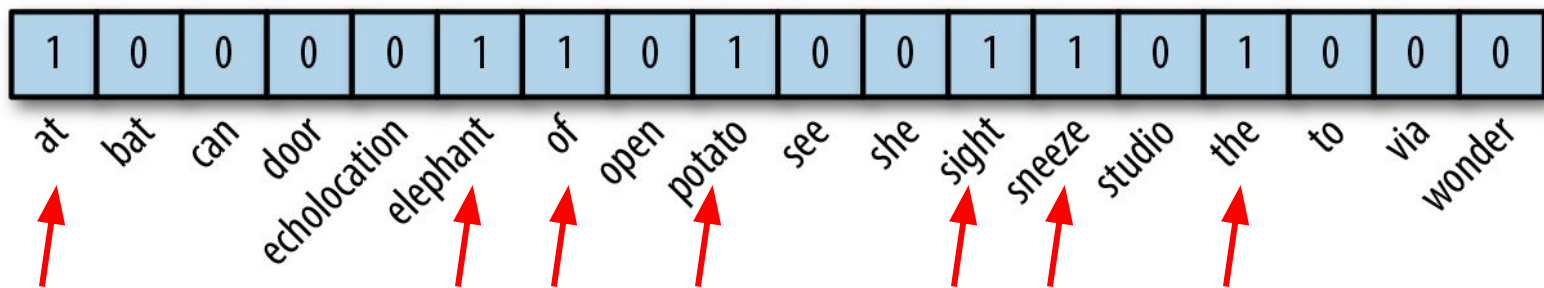 1 0 0 0 0 1 1 0 1 0 0 1 1 0 1 0 0 0
at bat can door echolocation elephant of open potato see she sight sneeze studio the to via wonder